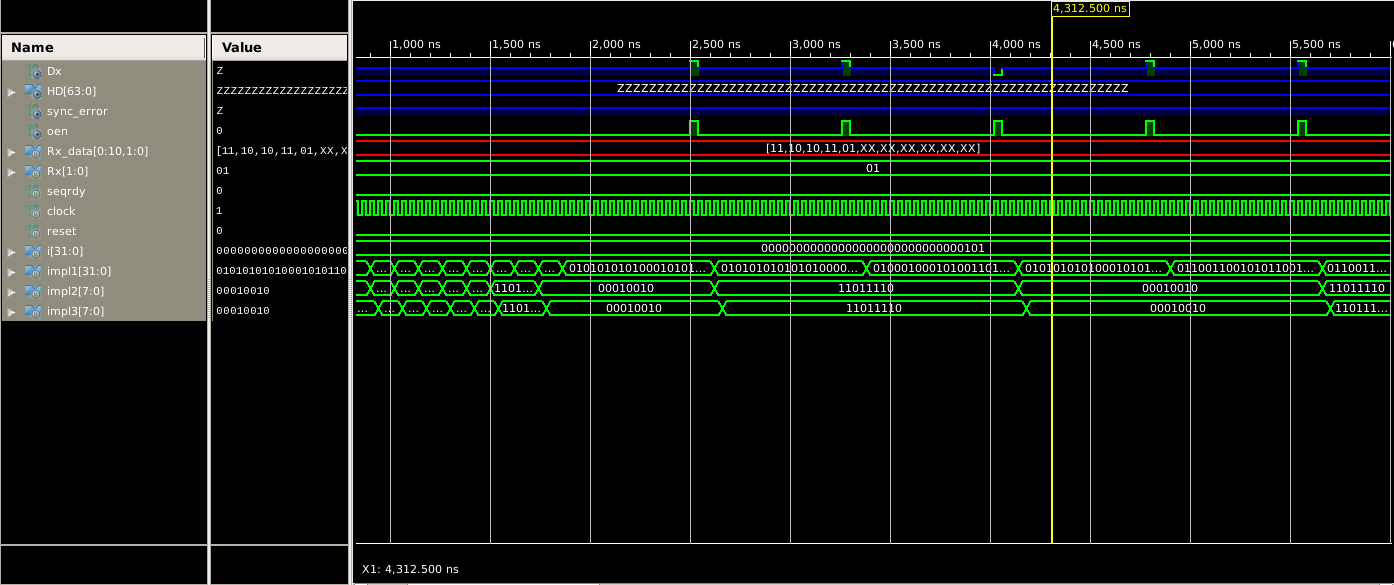 4,312.500 ns
Name Value 1,000 ns 1,500 ns 2,000 ns 2,500 ns 3,000 ns 3,500 ns 4,000 ns 4,500 ns 5,000 ns 5,500 ns
Dx Z
HD[63:0]
sync_error Z
oen 0
Rx_data[0:10,1:0] [11,10,10,11,01,XX,X [11,10,10,11,01,XX,XX,XX,XX,XX,XX]
Rx[1:0] 01 01
seqrdy 0
clock 1
reset 0
i[31:0] 00000000000000000000 00000000000000000000000000000101
impl1[31:0] 01010101010001010110 ... ... ... ... ... ... ... ... 010101010100010101... 010101010101010000... 010001000101001101... 010101010100010101... 011001100101011001... 0110011...
impl2[7:0] 00010010 ... ... ... ... ... 1101... 00010010 11011110 00010010 11011110
impl3[7:0] 00010010 ... ... ... ... ... ... 1101... 00010010 11011110 00010010 110111...
X1: 4,312.500 ns